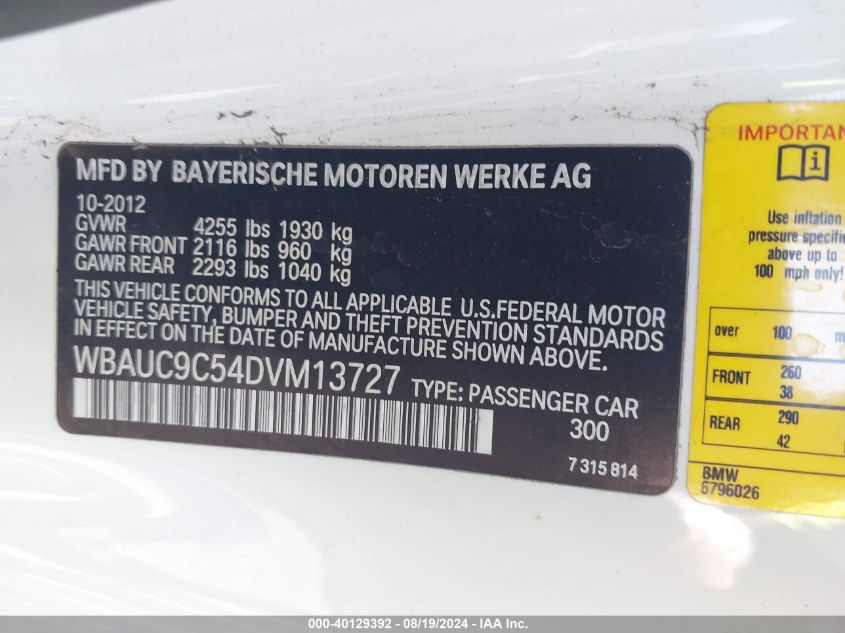 MFD BY BAYERISCHE MOTOREN WERKE AG
10-2012
GVWR 4255 lbs 1930 kg
GAWR FRONT 2116 lbs 960 kg
GAWR REAR 2293 lbs 1040 kg
THIS VEHICLE CONFORMS TO ALL APPLICABLE U.S.FEDERAL MOTOR
VEHICLE SAFETY, BUMPER AND THEFT PREVENTION STANDARDS
IN EFFECT ON THE DATE OF MANUFACTURE SHOWN ABOVE.
WBAUC9C54DVM13727 TYPE: PASSENGER CAR
300
7 315 814
IMPORTAN
i
Use inflation
pressure specifie
above up to
100 mph only!
over 100 m
FRONT 260
38
REAR 290
42
BMW
6796026
000-40129392 - 08/19/2024 - IAA Inc.